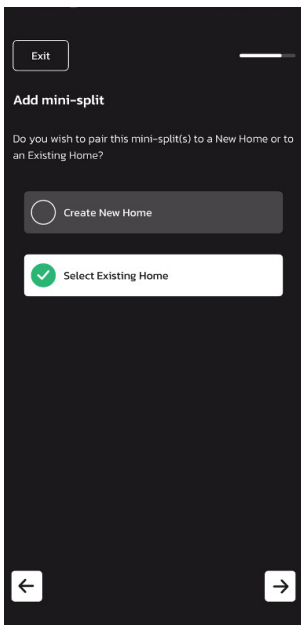 Exit
Add mini-split
Do you wish to pair this mini-split(s) to a New Home or to
an Existing Home?
Create New Home
Select Existing Home